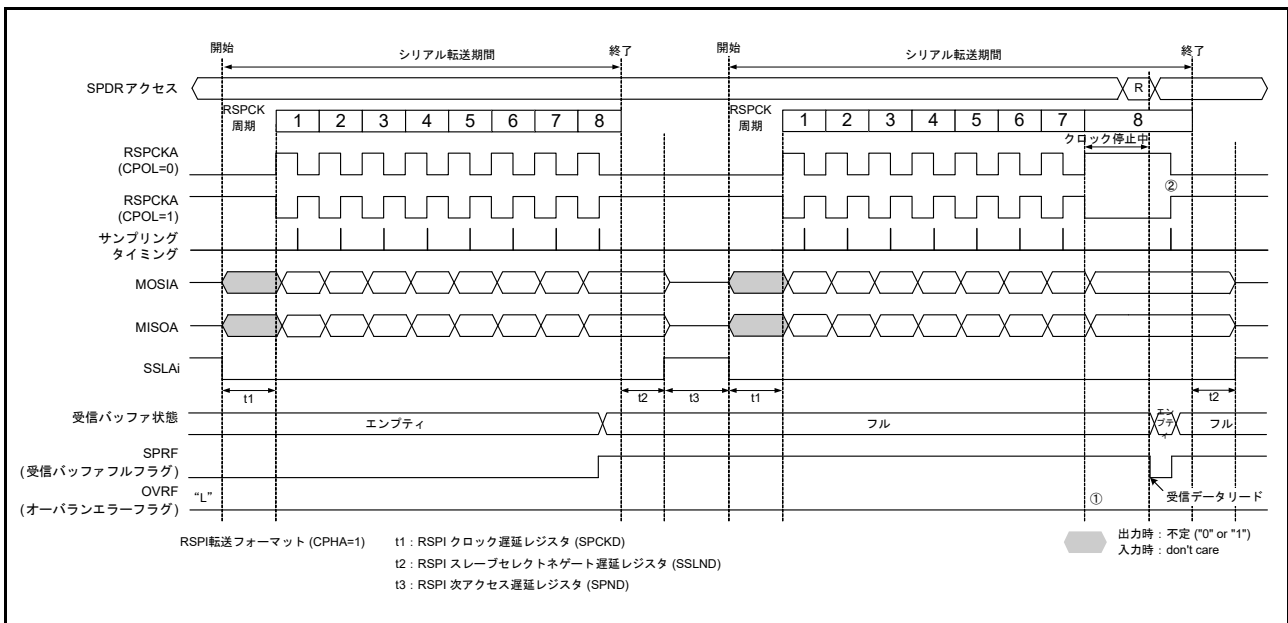 開始 シリアル転送期間 終了 開始 シリアル転送期間 終了
SPDRアクセス R
RSPCK 周期 1 2 3 4 5 6 7 8 RSPCK 周期 1 2 3 4 5 6 7 8
クロック停止中
RSPCKA
(CPOL=0)
②
RSPCKA
(CPOL=1)
サンプリング
タイミング
MOSIA
MISOA
SSLAi
t1 t2 t3 t1 t2
受信バッファ状態 エンプティ フル エンプティ フル
SPRF
(受信バッファフルフラグ)
OVRF
(オーバランエラーフラグ) “L” ① 受信データリード
RSPI転送フォーマット (CPHA=1)
t1:RSPI クロック遅延レジスタ (SPCKD)
t2:RSPI スレーブセレクトネゲート遅延レジスタ (SSLND)
t3:RSPI 次アクセス遅延レジスタ (SPND)
出力時:不定 ("0" or "1")
入力時:don't care